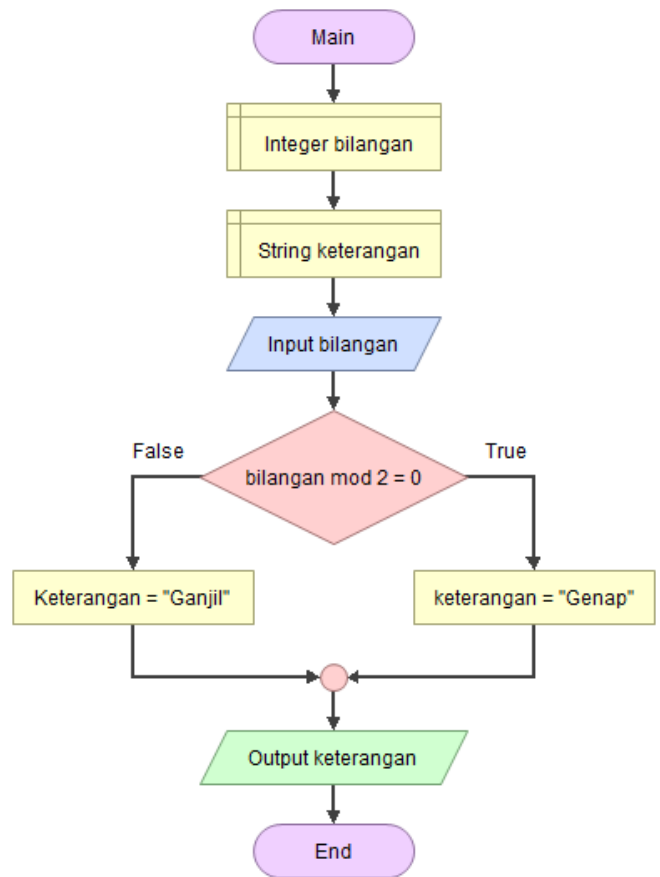 Main
Integer bilangan
String keterangan
Input bilangan
False
True
bilangan mod 2 = 0
Keterangan = "Ganjil"
keterangan = "Genap"
Output keterangan
End